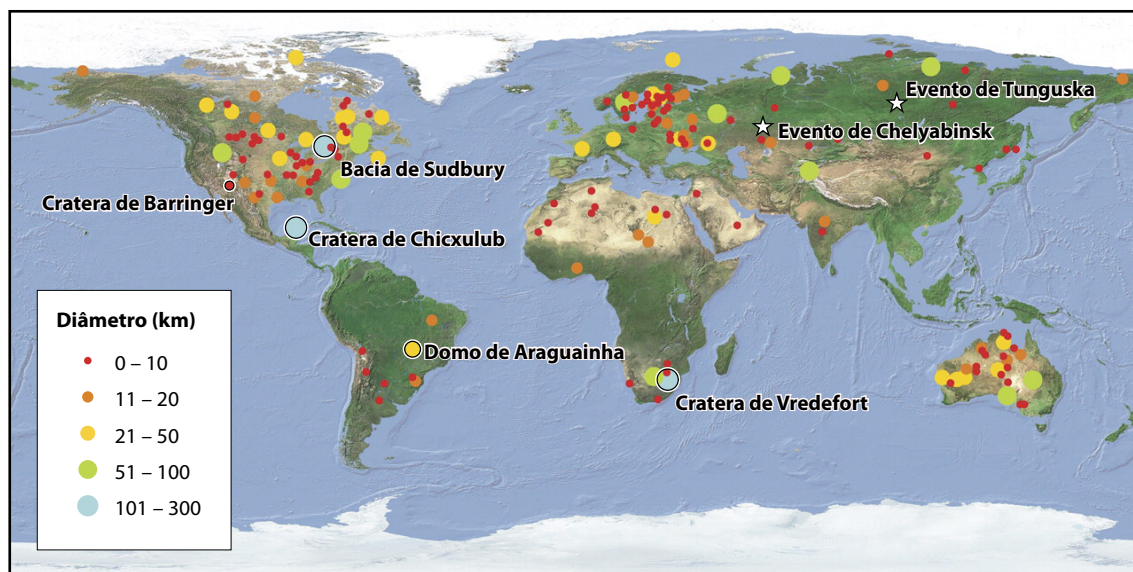 Evento de Tunguska
Evento de Chelyabinsk
Bacia de Sudbury
Cratera de Barringer
Cratera de Chicxulub
Diâmetro (km)
0 – 10
11 – 20
21 – 50
51 – 100
101 – 300
Domo de Araguainha
Cratera de Vredefort